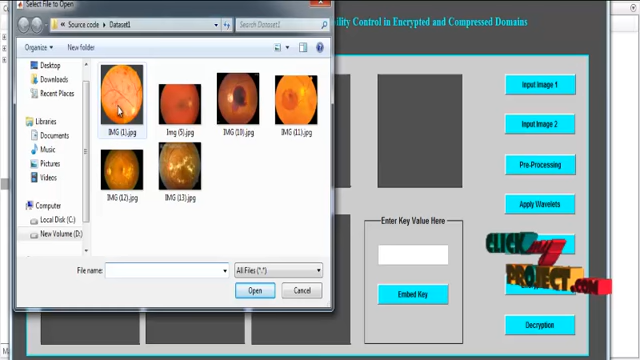 Select File to Open
Source code ▸ Dataset1
Search Dataset1
Organize
New folder
Desktop
Downloads
Recent Places
Libraries
Documents
Music
Pictures
Videos
Computer
Local Disk (C:)
New Volume (D:)
IMG (1).jpg
Img (5).jpg
IMG (10).jpg
IMG (11).jpg
IMG (12).jpg
IMG (13).jpg
File name:
All Files (*.*)
Open
Cancel
bility Control in Encrypted and Compressed Domains
Input Image 1
Input Image 2
Pre-Processing
Apply Wavelets
Decryption
Enter Key Value Here
Embed Key
CLICK my
PROJECT.COM